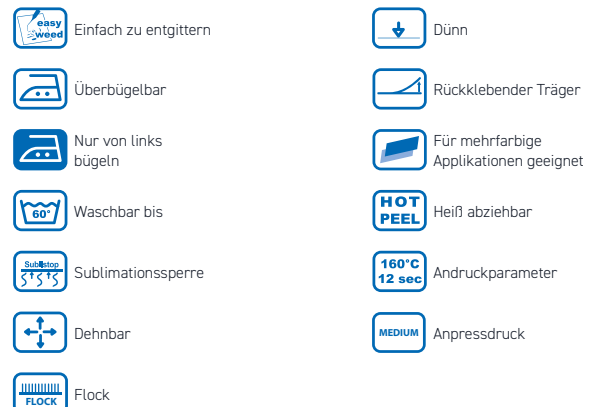 easy
weed
Einfach zu entgittern
Überbügelbar
Nur von links
bügeln
60°
Waschbar bis
Substop
Sublimationssperre
Dehnbar
FLOCK
Flock
Dünn
Rückklebender Träger
Für mehrfarbige
Applikationen geeignet
HOT
PEEL
Heiß abziehbar
160°C
12 sec
Andruckparameter
MEDIUM
Anpressdruck